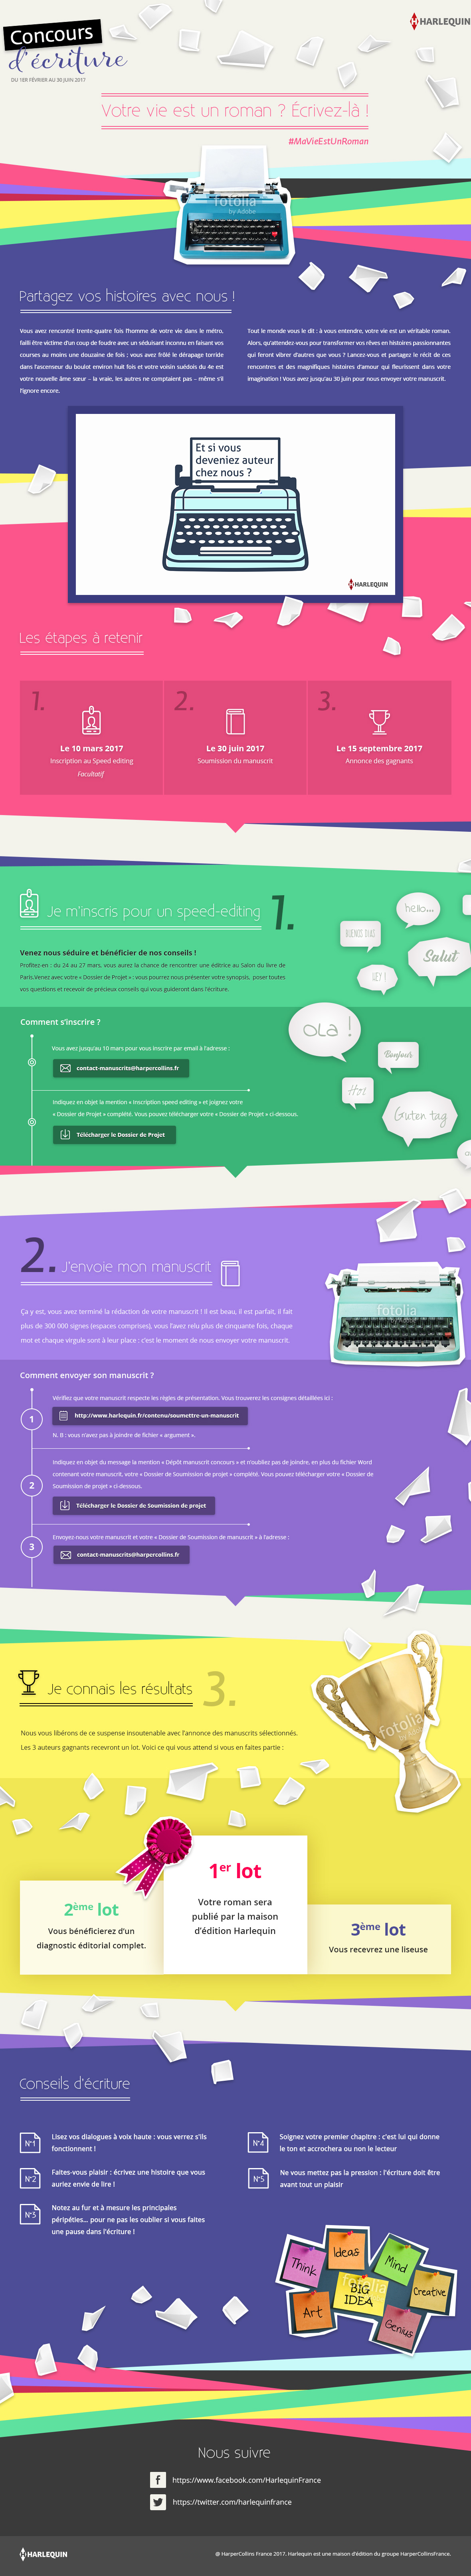 Concours
d'écriture
DU 1ER FÉVRIER AU 30 JUIN 2017
HARLEQUIN
Votre vie est un roman ? Écrivez-là !
#MaVieEstUnRoman
fotolia
by Adobe
Partagez vos histoires avec nous !
Vous avez rencontré trente-quatre fois l'homme de votre vie dans le métro,
failli être victime d'un coup de foudre avec un séduisant inconnu en faisant vos
courses au moins une douzaine de fois ; vous avez frôlé le dérapage torride
dans l'ascenseur du boulot environ huit fois et votre voisin suédois du 4e est
votre nouvelle âme sœur – la vraie, les autres ne comptaient pas – même s'il
l'ignore encore.
Tout le monde vous le dit : à vous entendre, votre vie est un véritable roman.
Alors, qu'attendez-vous pour transformer vos rêves en histoires passionnantes
qui feront vibrer d'autres que vous ? Lancez-vous et partagez le récit de ces
rencontres et des magnifiques histoires d'amour qui fleurissent dans votre
imagination ! Vous avez jusqu'au 30 juin pour nous envoyer votre manuscrit.
Et si vous
deveniez auteur
chez nous ?
HARLEQUIN
Les étapes à retenir
1.
Le 10 mars 2017
Inscription au Speed editing
Facultatif
2.
Le 30 juin 2017
Soumission du manuscrit
3.
Le 15 septembre 2017
Annonce des gagnants
Je m'inscris pour un speed-editing 1.
Venez nous séduire et bénéficier de nos conseils !
Profitez-en : du 24 au 27 mars, vous aurez la chance de rencontrer une éditrice au Salon du livre de
Paris.Venez avec votre « Dossier de Projet » : vous pourrez nous présenter votre synopsis, poser toutes
vos questions et recevoir de précieux conseils qui vous guideront dans l'écriture.
hello...
BUENOS DIAS
Salut
HEY !
Ola !
Bonjour
Hoi
Guten tag
Comment s'inscrire ?
Vous avez jusqu'au 10 mars pour vous inscrire par email à l'adresse :
contact-manuscrits@harpercollins.fr
Indiquez en objet la mention « Inscription speed editing » et joignez votre
« Dossier de Projet » complété. Vous pouvez télécharger votre « Dossier de Projet » ci-dessous.
Télécharger le Dossier de Projet
2. J'envoie mon manuscrit
Ça y est, vous avez terminé la rédaction de votre manuscrit ! Il est beau, il est parfait, il fait
plus de 300 000 signes (espaces comprises), vous l'avez relu plus de cinquante fois, chaque
mot et chaque virgule sont à leur place : c'est le moment de nous envoyer votre manuscrit.
fotolia
Comment envoyer son manuscrit ?
1
Vérifiez que votre manuscrit respecte les règles de présentation. Vous trouverez les consignes détaillées ici :
http://www.harlequin.fr/contenu/soumettre-un-manuscrit
N. B : vous n'avez pas à joindre de fichier « argument ».
2
Indiquez en objet du message la mention « Dépôt manuscrit concours » et n'oubliez pas de joindre, en plus du fichier Word
contenant votre manuscrit, votre « Dossier de Soumission de projet » complété. Vous pouvez télécharger votre « Dossier de
Soumission de projet » ci-dessous.
Télécharger le Dossier de Soumission de projet
3
Envoyez-nous votre manuscrit et votre « Dossier de Soumission de manuscrit » à l'adresse :
contact-manuscrits@harpercollins.fr
Je connais les résultats 3.
Nous vous libérons de ce suspense insoutenable avec l'annonce des manuscrits sélectionnés.
Les 3 auteurs gagnants recevront un lot. Voici ce qui vous attend si vous en faites partie :
fotolia
1er lot
Votre roman sera
publié par la maison
d'édition Harlequin
2ème lot
Vous bénéficierez d'un
diagnostic éditorial complet.
3ème lot
Vous recevrez une liseuse
Conseils d'écriture
N°1
Lisez vos dialogues à voix haute : vous verrez s'ils
fonctionnent !
N°2
Faites-vous plaisir : écrivez une histoire que vous
auriez envie de lire !
N°3
Notez au fur et à mesure les principales
péripéties... pour ne pas les oublier si vous faites
une pause dans l'écriture !
N°4
Soignez votre premier chapitre : c'est lui qui donne
le ton et accrochera ou non le lecteur
N°5
Ne vous mettez pas la pression : l'écriture doit être
avant tout un plaisir
Think
Ideas
Mind
BIG
IDEA
Creative
Art
Genius
fotolia
Nous suivre
https://www.facebook.com/HarlequinFrance
https://twitter.com/harlequinfrance
HARLEQUIN
@ HarperCollins France 2017. Harlequin est une maison d'édition du groupe HarperCollinsFrance.